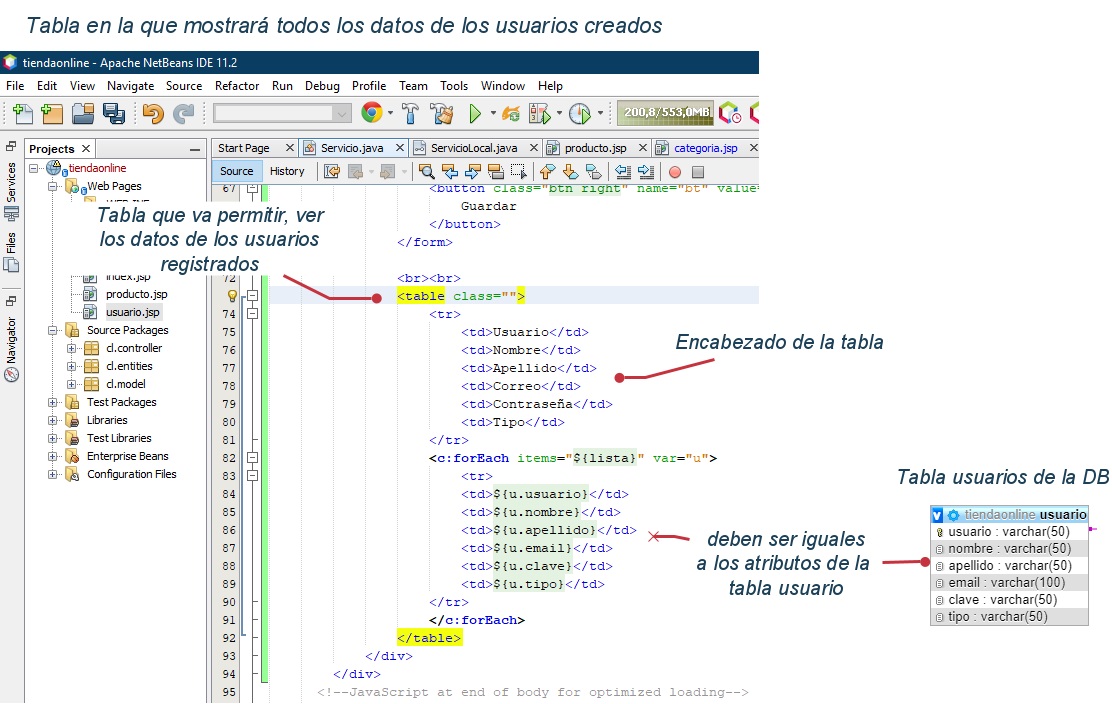 Tabla en la que mostrará todos los datos de los usuarios creados
tiendaonline - Apache NetBeans IDE 11.2
File Edit View Navigate Source Refactor Run Debug Profile Team Tools Window Help
200,8/553,0MB
Projects
Start Page Servicio.java ServicioLocal.java producto.jsp categoria.jsp
Source History
Services
Files
Navigator
tiendaonline
Web Pages
index.jsp
producto.jsp
usuario.jsp
Source Packages
cl.controller
cl.entities
cl.model
Test Packages
Libraries
Test Libraries
Enterprise Beans
Configuration Files
Tabla que va permitir, ver
los datos de los usuarios
registrados
67 <button class="btn right" name="bt" value=
Guardar
</button>
</form>
72 <br><br>
<table class="">
74 <tr>
75 <td>Usuario</td>
76 <td>Nombre</td>
77 <td>Apellido</td>
78 <td>Correo</td>
79 <td>Contraseña</td>
80 <td>Tipo</td>
81 </tr>
82 <c:forEach items="${lista}" var="u">
83 <tr>
84 <td>${u.usuario}</td>
85 <td>${u.nombre}</td>
86 <td>${u.apellido}</td>
87 <td>${u.email}</td>
88 <td>${u.clave}</td>
89 <td>${u.tipo}</td>
90 </tr>
91 </c:forEach>
92 </table>
93 </div>
94 </div>
95 <!--JavaScript at end of body for optimized loading-->
Encabezado de la tabla
deben ser iguales
a los atributos de la
tabla usuario
Tabla usuarios de la DB
tiendaonline usuario
usuario : varchar(50)
nombre : varchar(50)
apellido : varchar(50)
email : varchar(100)
clave : varchar(50)
tipo : varchar(50)